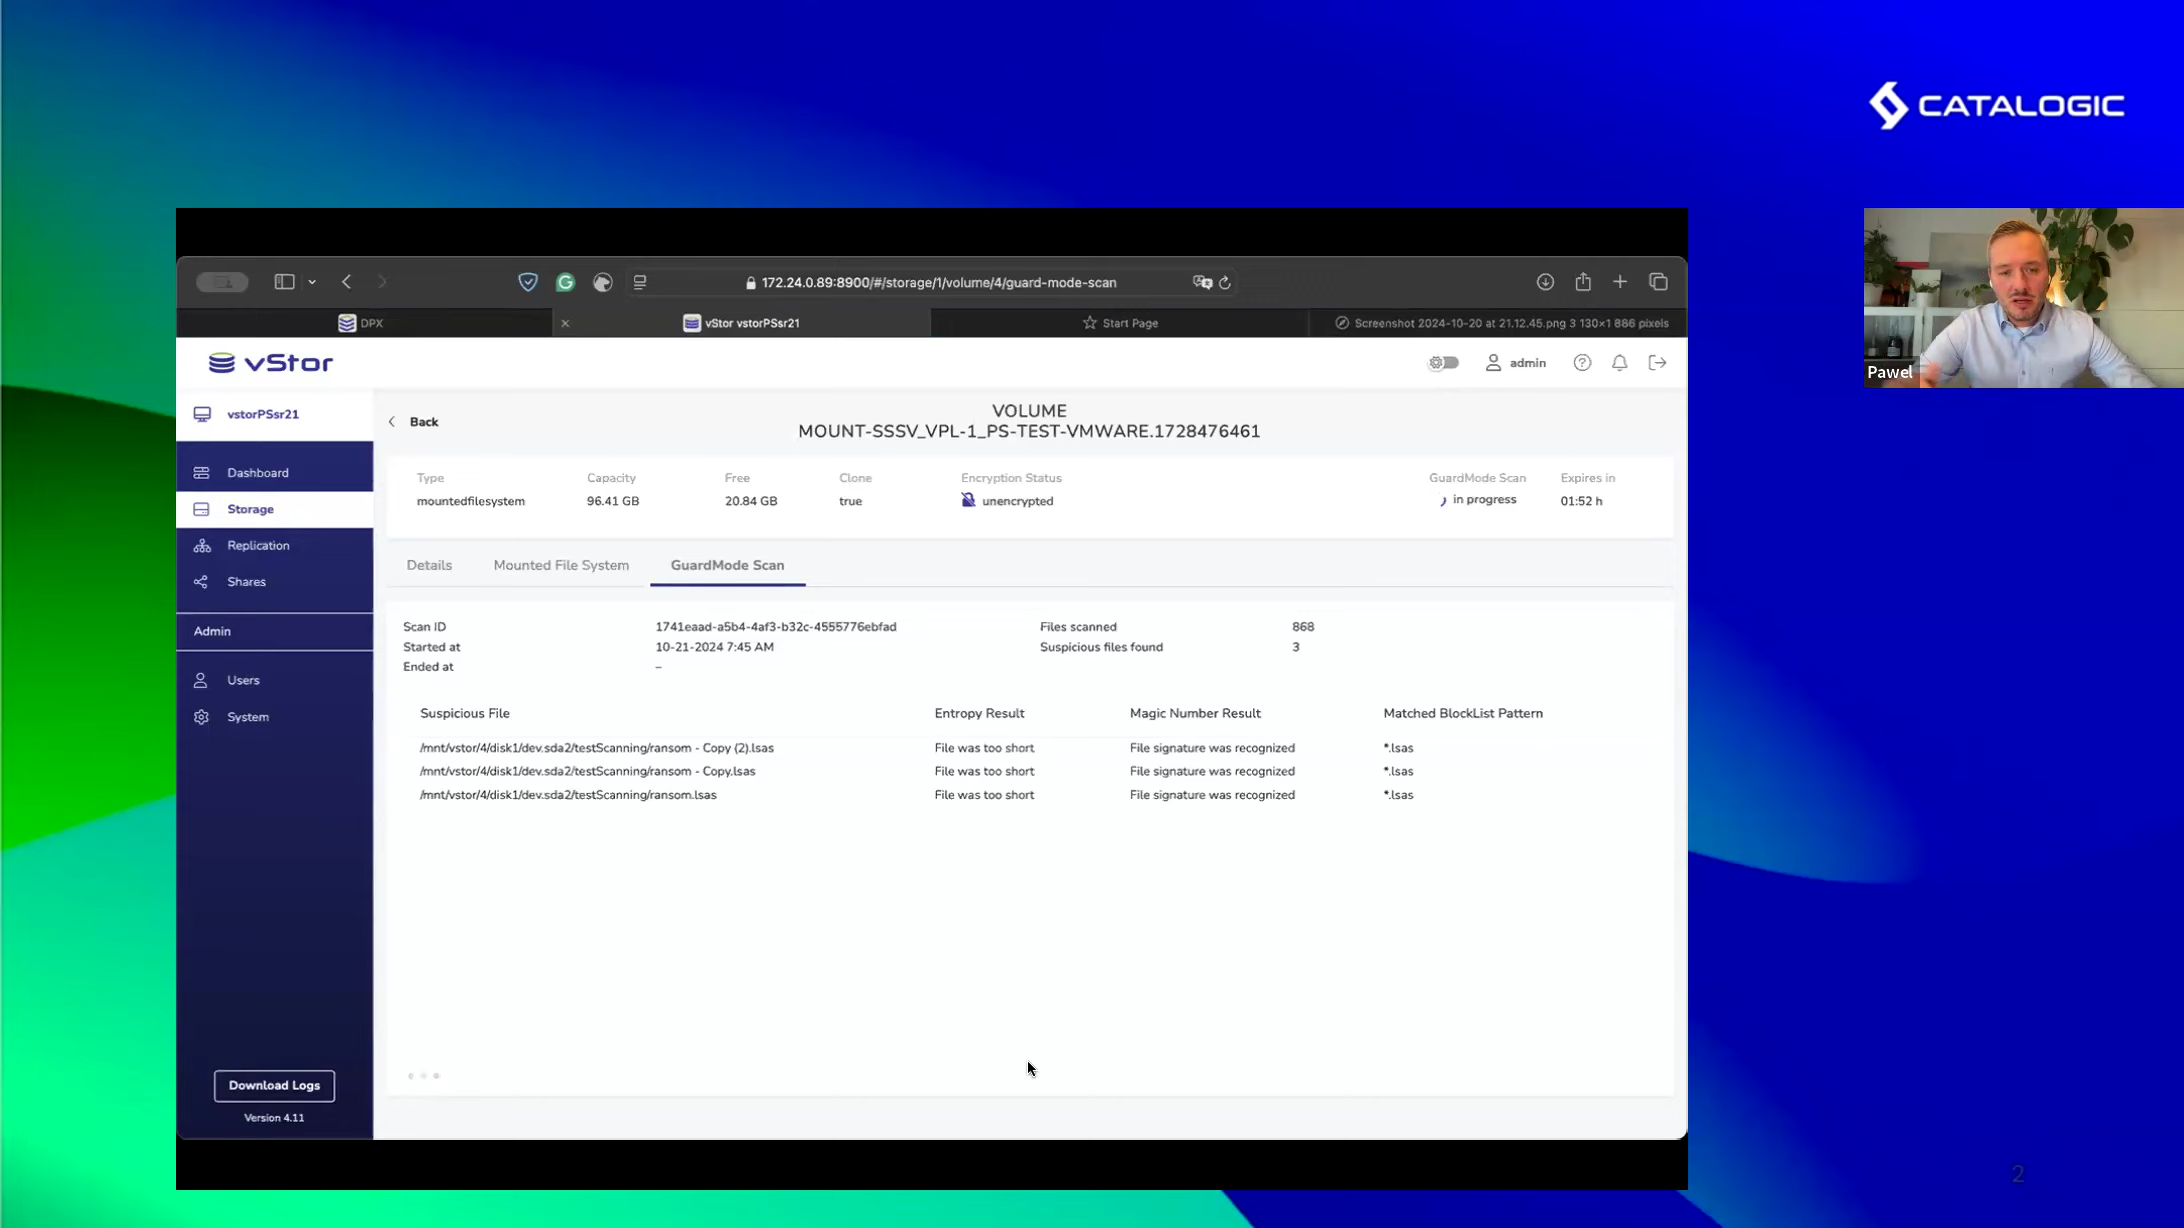 CATALOGIC
172.24.0.89:8900/#/storage/1/volume/4/guard-mode-scan
DPX
vStor vstorPSsr21
Start Page
Screenshot 2024-10-20 at 21.12.45.png 3 130×1 886 pixels
vStor
admin
Pawel
vstorPSsr21
Back
VOLUME
MOUNT-SSSV_VPL-1_PS-TEST-VMWARE.1728476461
Dashboard
Storage
Replication
Shares
Admin
Users
System
Download Logs
Version 4.11
Type Capacity Free Clone Encryption Status GuardMode Scan Expires in
mountedfilesystem 96.41 GB 20.84 GB true unencrypted in progress 01:52 h
Details Mounted File System GuardMode Scan
Scan ID 1741eaad-a5b4-4af3-b32c-4555776ebfad Files scanned 868
Started at 10-21-2024 7:45 AM Suspicious files found 3
Ended at –
Suspicious File Entropy Result Magic Number Result Matched BlockList Pattern
/mnt/vstor/4/disk1/dev.sda2/testScanning/ransom - Copy (2).lsas File was too short File signature was recognized *.lsas
/mnt/vstor/4/disk1/dev.sda2/testScanning/ransom - Copy.lsas File was too short File signature was recognized *.lsas
/mnt/vstor/4/disk1/dev.sda2/testScanning/ransom.lsas File was too short File signature was recognized *.lsas
2